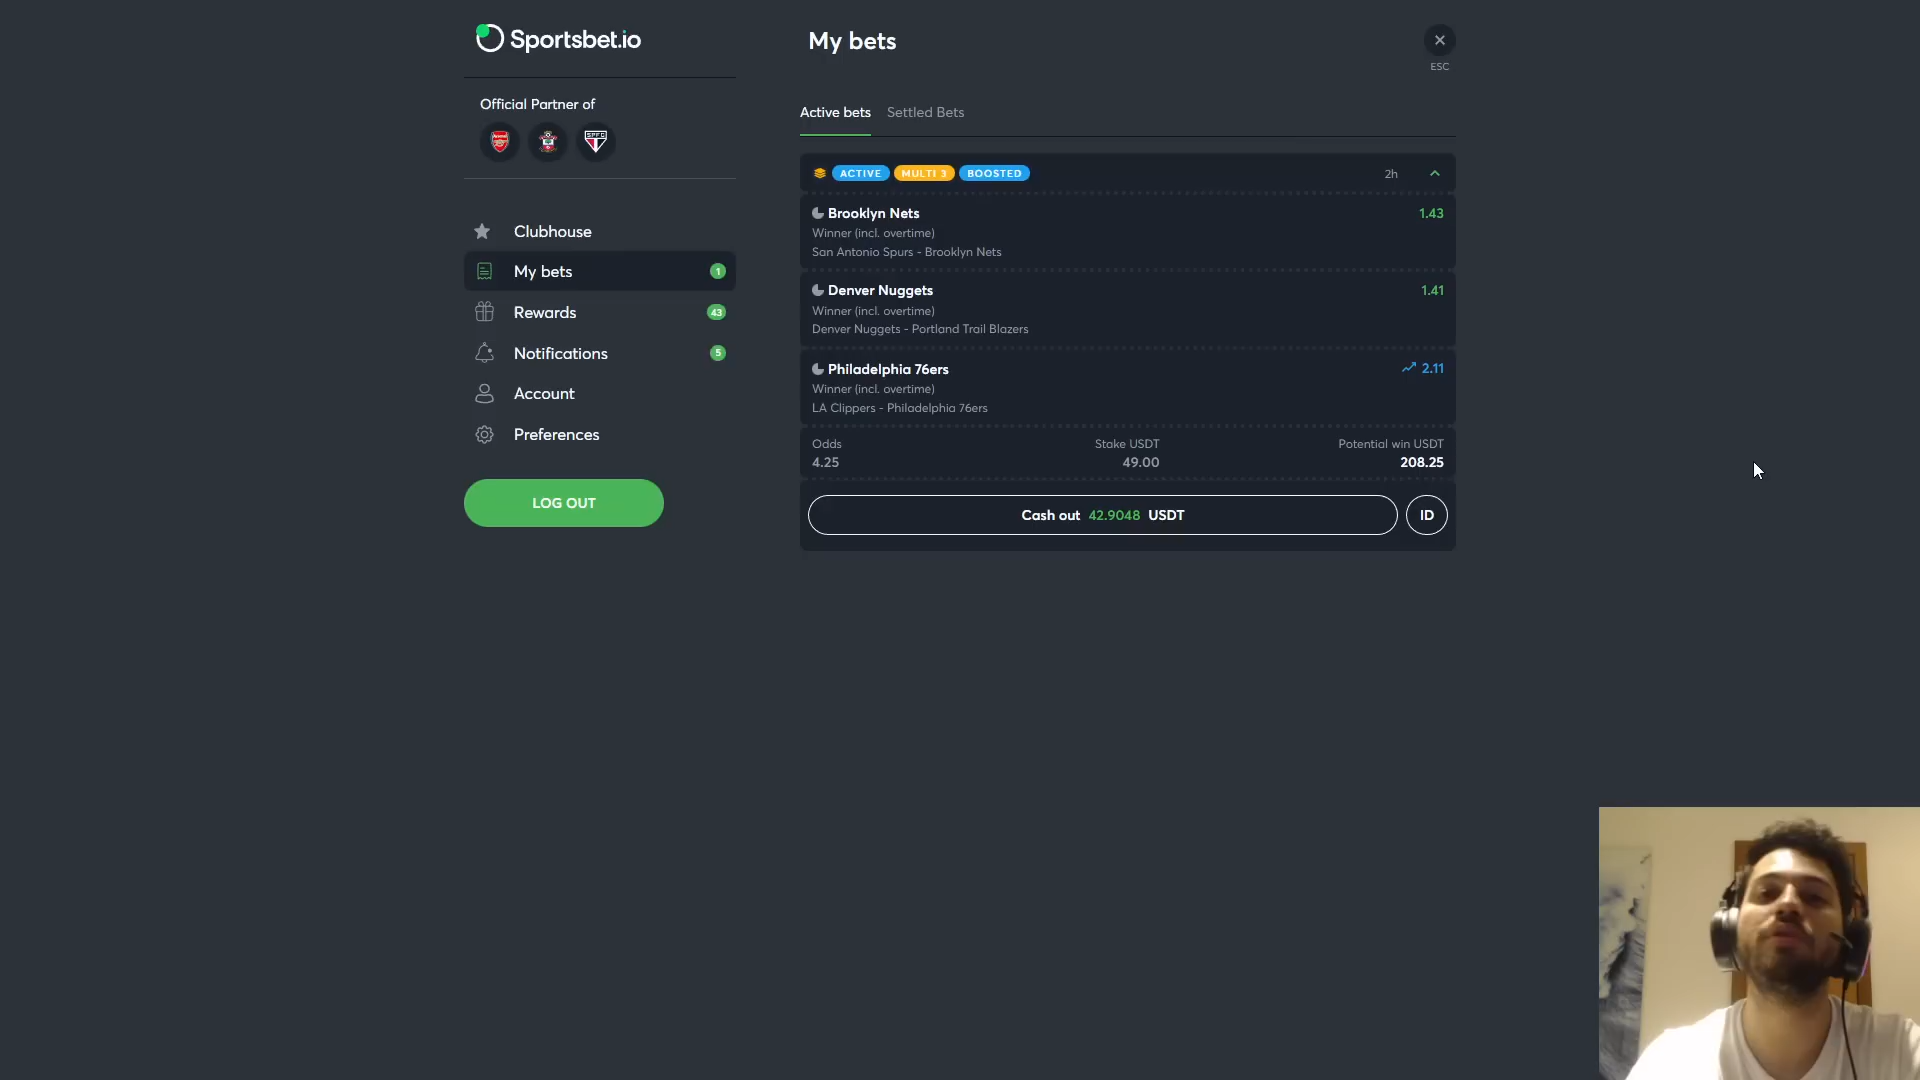 Sportsbet.io
Official Partner of
Arsenal
SPFC
Clubhouse
My bets 1
Rewards 43
Notifications 5
Account
Preferences
LOG OUT
My bets
ESC
Active bets Settled Bets
ACTIVE MULTI 3 BOOSTED 2h
Brooklyn Nets 1.43
Winner (incl. overtime)
San Antonio Spurs - Brooklyn Nets
Denver Nuggets 1.41
Winner (incl. overtime)
Denver Nuggets - Portland Trail Blazers
Philadelphia 76ers 2.11
Winner (incl. overtime)
LA Clippers - Philadelphia 76ers
Odds Stake USDT Potential win USDT
4.25 49.00 208.25
Cash out 42.9048 USDT ID